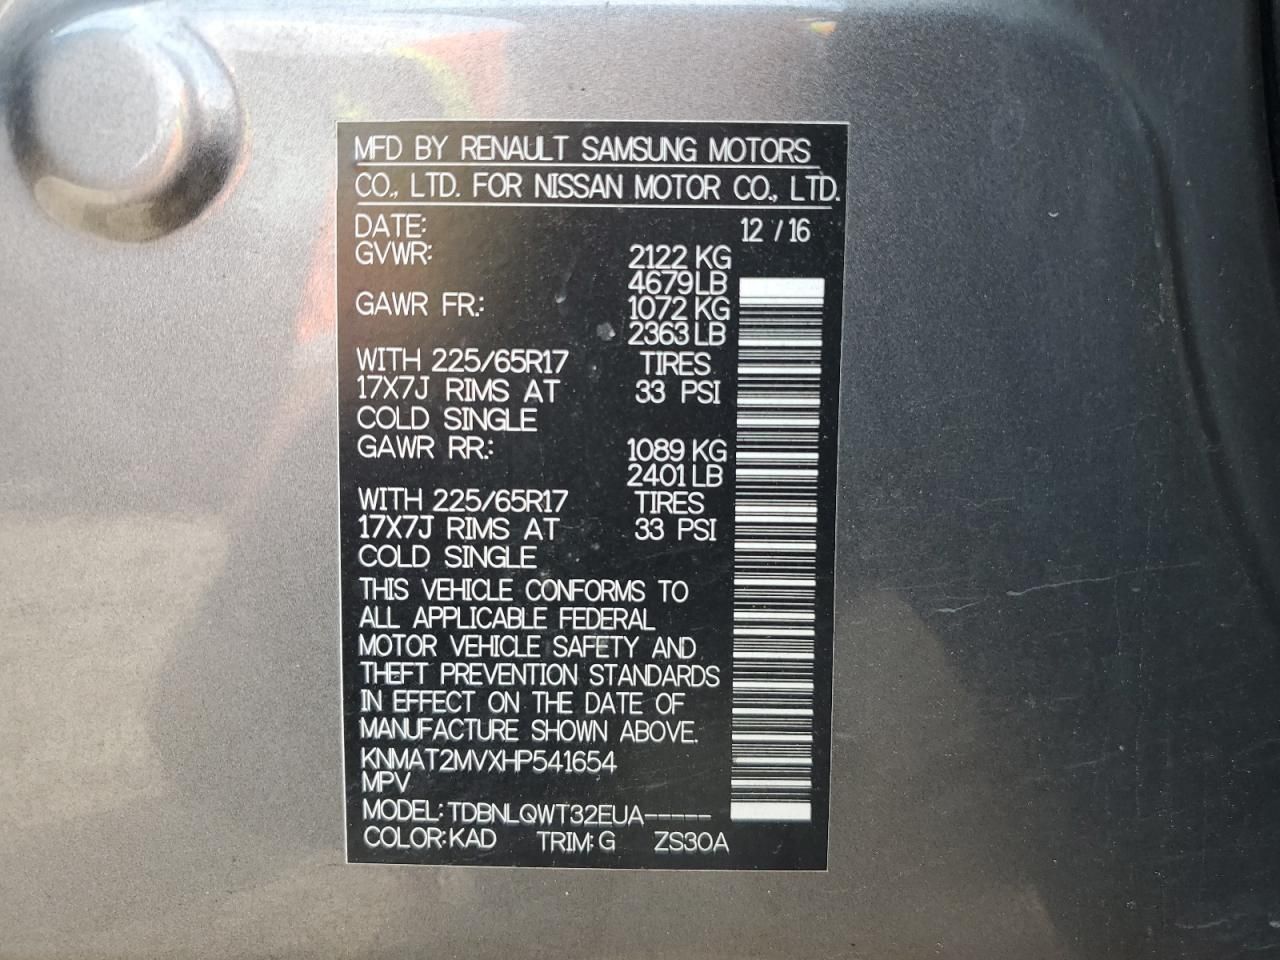 MFD BY RENAULT SAMSUNG MOTORS
CO., LTD. FOR NISSAN MOTOR CO., LTD.
DATE: 12 / 16
GVWR: 2122 KG
4679 LB
GAWR FR.: 1072 KG
2363 LB
WITH 225/65R17 TIRES
17X7J RIMS AT 33 PSI
COLD SINGLE
GAWR RR.: 1089 KG
2401 LB
WITH 225/65R17 TIRES
17X7J RIMS AT 33 PSI
COLD SINGLE
THIS VEHICLE CONFORMS TO
ALL APPLICABLE FEDERAL
MOTOR VEHICLE SAFETY AND
THEFT PREVENTION STANDARDS
IN EFFECT ON THE DATE OF
MANUFACTURE SHOWN ABOVE.
KNMAT2MVXHP541654
MPV
MODEL: TDBNLQWT32EUA-----
COLOR: KAD TRIM: G ZS30A